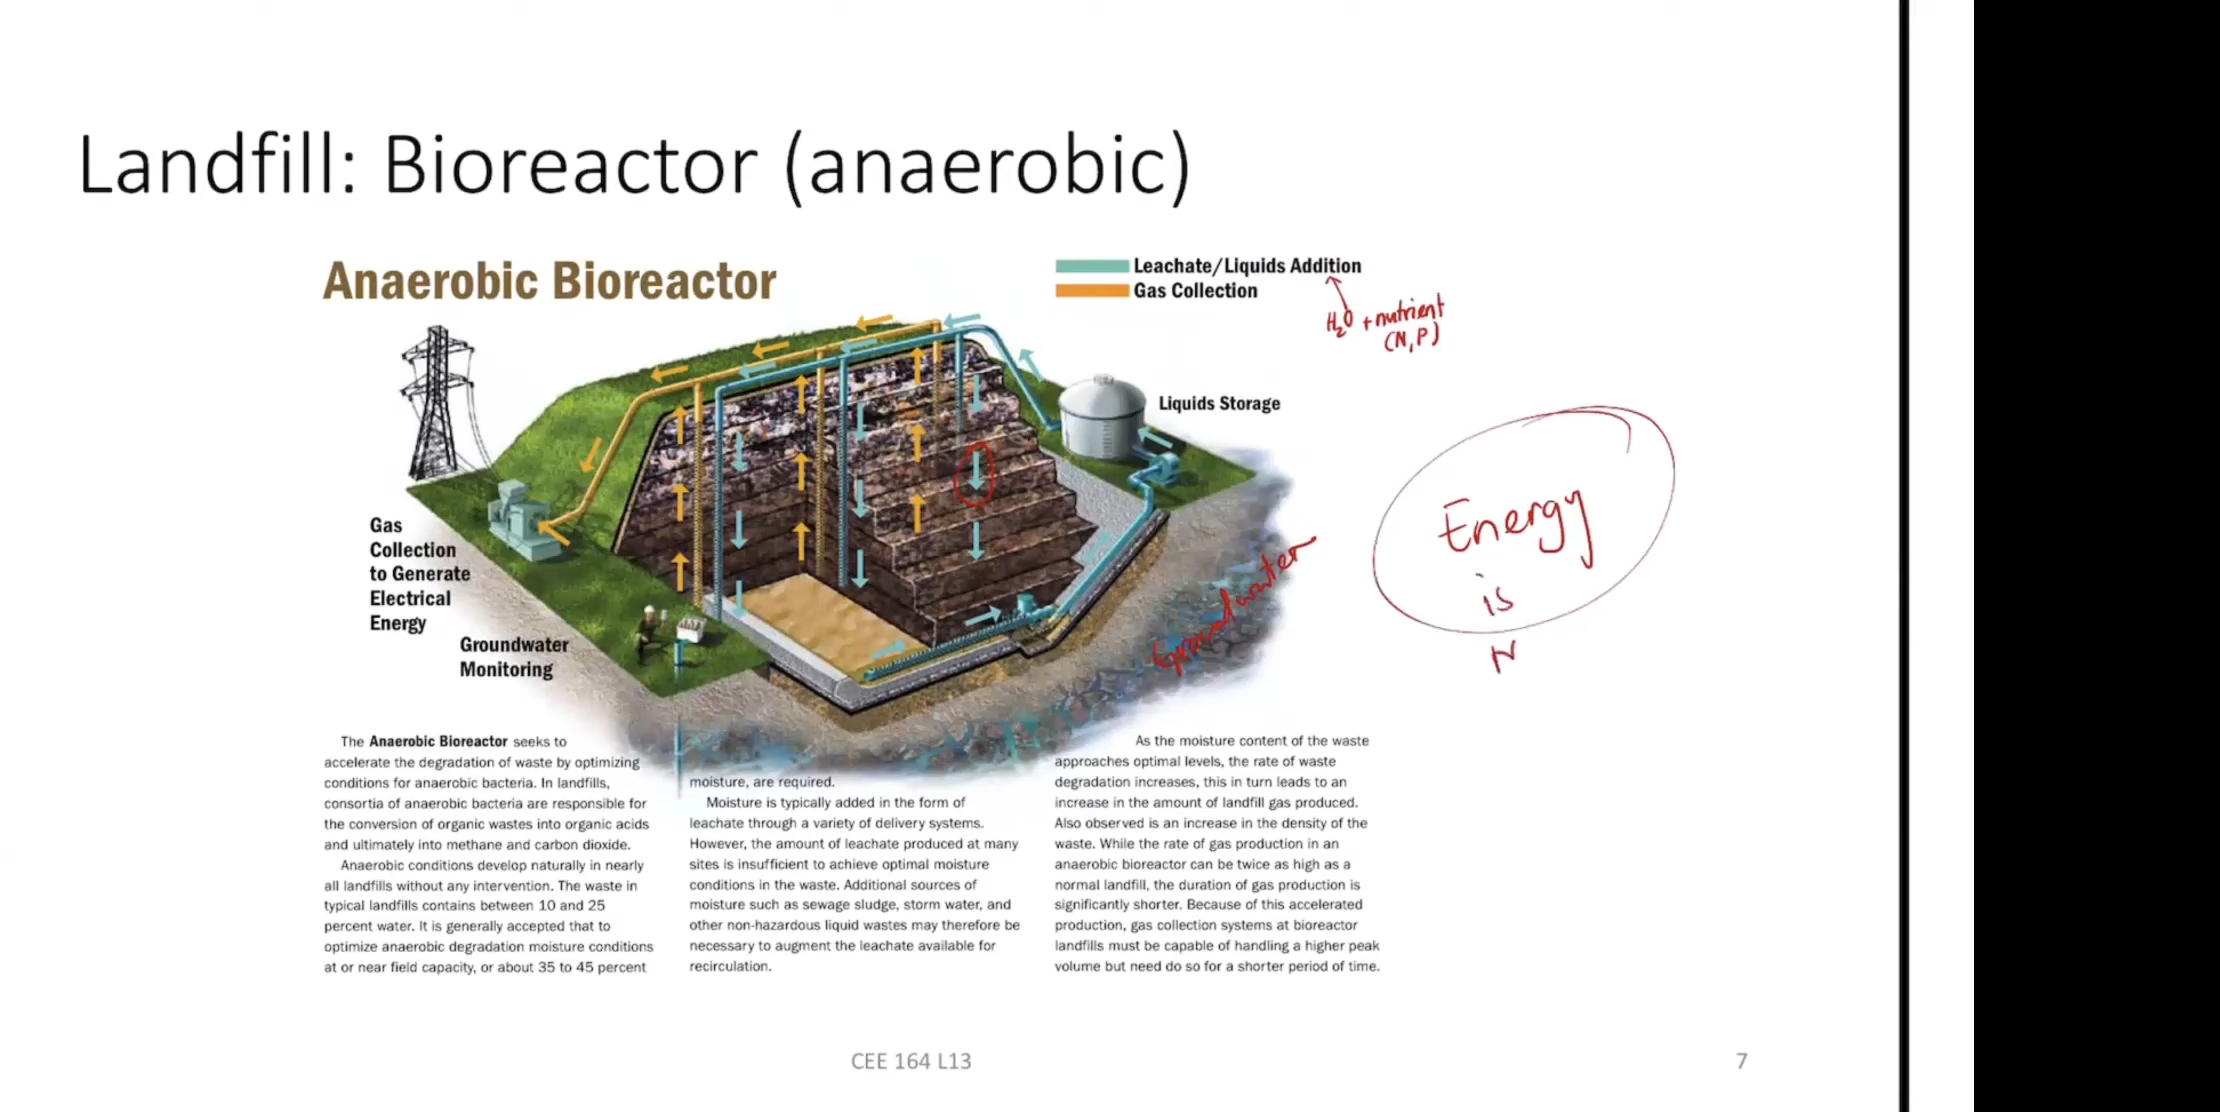 Landfill: Bioreactor (anaerobic)
Anaerobic Bioreactor
Leachate/Liquids Addition
Gas Collection
H₂O + nutrient
(N, P)
Liquids Storage
Energy
is
N
Groundwater
Gas
Collection
to Generate
Electrical
Energy
Groundwater
Monitoring
The Anaerobic Bioreactor seeks to
accelerate the degradation of waste by optimizing
conditions for anaerobic bacteria. In landfills,
consortia of anaerobic bacteria are responsible for
the conversion of organic wastes into organic acids
and ultimately into methane and carbon dioxide.
Anaerobic conditions develop naturally in nearly
all landfills without any intervention. The waste in
typical landfills contains between 10 and 25
percent water. It is generally accepted that to
optimize anaerobic degradation moisture conditions
at or near field capacity, or about 35 to 45 percent
moisture, are required.
Moisture is typically added in the form of
leachate through a variety of delivery systems.
However, the amount of leachate produced at many
sites is insufficient to achieve optimal moisture
conditions in the waste. Additional sources of
moisture such as sewage sludge, storm water, and
other non-hazardous liquid wastes may therefore be
necessary to augment the leachate available for
recirculation.
As the moisture content of the waste
approaches optimal levels, the rate of waste
degradation increases, this in turn leads to an
increase in the amount of landfill gas produced.
Also observed is an increase in the density of the
waste. While the rate of gas production in an
anaerobic bioreactor can be twice as high as a
normal landfill, the duration of gas production is
significantly shorter. Because of this accelerated
production, gas collection systems at bioreactor
landfills must be capable of handling a higher peak
volume but need do so for a shorter period of time.
CEE 164 L13
7